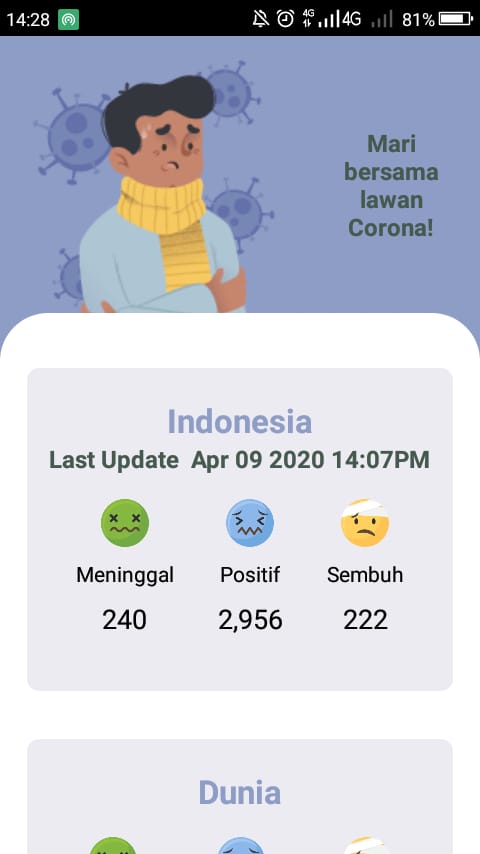 14:28 4G 4G 81%
Mari
bersama
lawan
Corona!
Indonesia
Last Update Apr 09 2020 14:07PM
Meninggal Positif Sembuh
240 2,956 222
Dunia